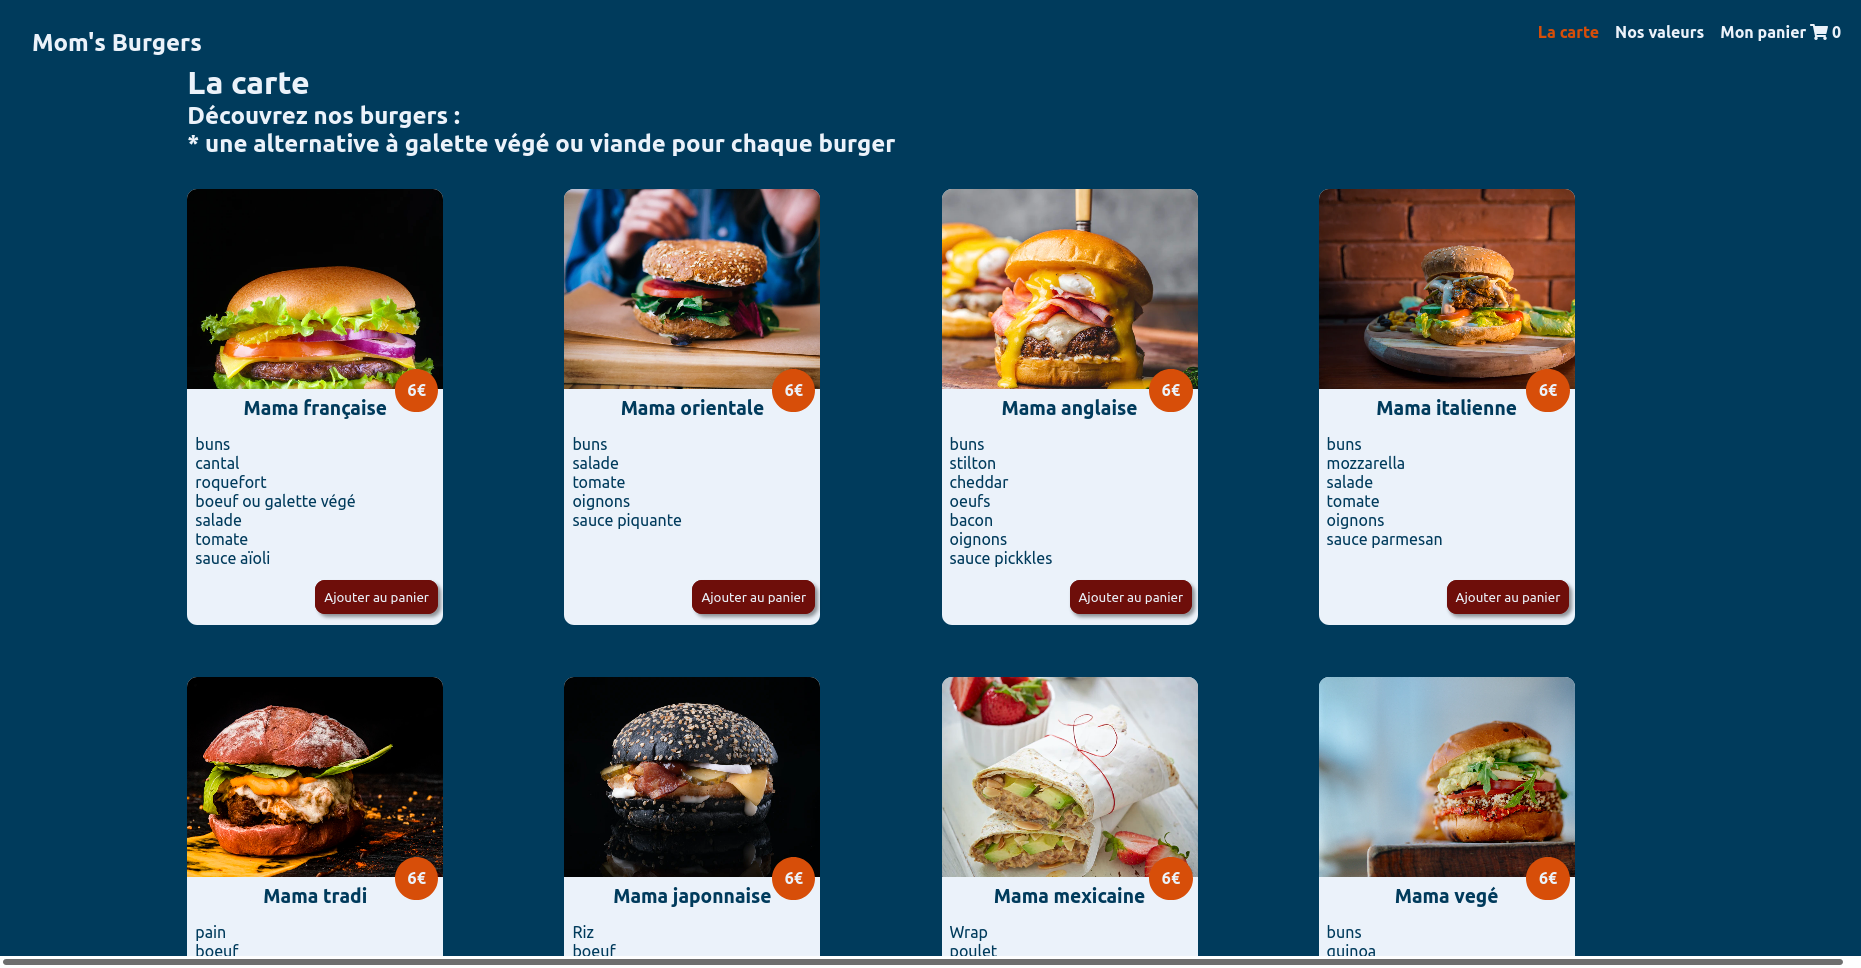 Mom's Burgers
La carte
Nos valeurs
Mon panier 0
La carte
Découvrez nos burgers :
* une alternative à galette végé ou viande pour chaque burger
6€
Mama française
buns
cantal
roquefort
boeuf ou galette végé
salade
tomate
sauce aïoli
Ajouter au panier
6€
Mama orientale
buns
salade
tomate
oignons
sauce piquante
Ajouter au panier
6€
Mama anglaise
buns
stilton
cheddar
oeufs
bacon
oignons
sauce pickkles
Ajouter au panier
6€
Mama italienne
buns
mozzarella
salade
tomate
oignons
sauce parmesan
Ajouter au panier
6€
Mama tradi
pain
boeuf
6€
Mama japonnaise
Riz
boeuf
6€
Mama mexicaine
Wrap
poulet
6€
Mama vegé
buns
quinoa